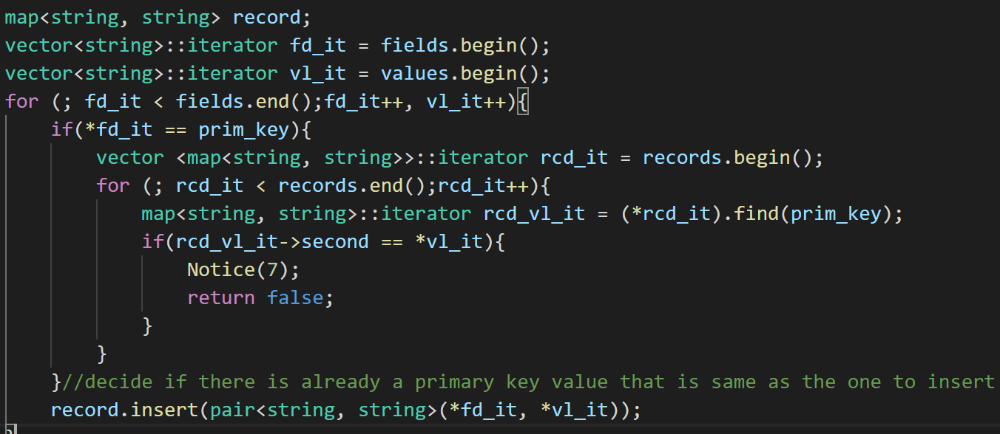 map<string, string> record;
vector<string>::iterator fd_it = fields.begin();
vector<string>::iterator vl_it = values.begin();
for (; fd_it < fields.end();fd_it++, vl_it++){
    if(*fd_it == prim_key){
        vector <map<string, string>>::iterator rcd_it = records.begin();
        for (; rcd_it < records.end();rcd_it++){
            map<string, string>::iterator rcd_vl_it = (*rcd_it).find(prim_key);
            if(rcd_vl_it->second == *vl_it){
                Notice(7);
                return false;
            }
        }
    }//decide if there is already a primary key value that is same as the one to insert
    record.insert(pair<string, string>(*fd_it, *vl_it));
}